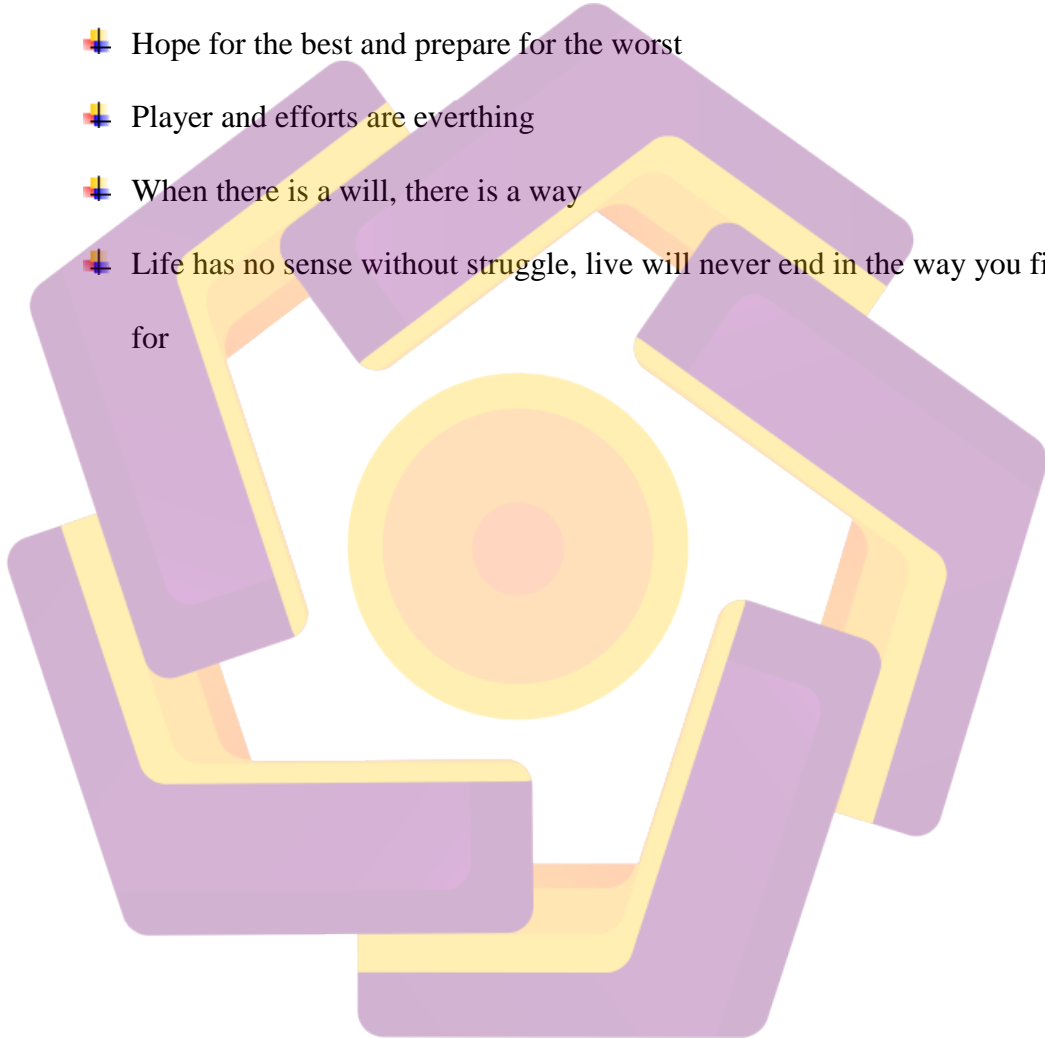 Hope for the best and prepare for the worst
Player and efforts are everthing
When there is a will, there is a way
Life has no sense without struggle, live will never end in the way you
for